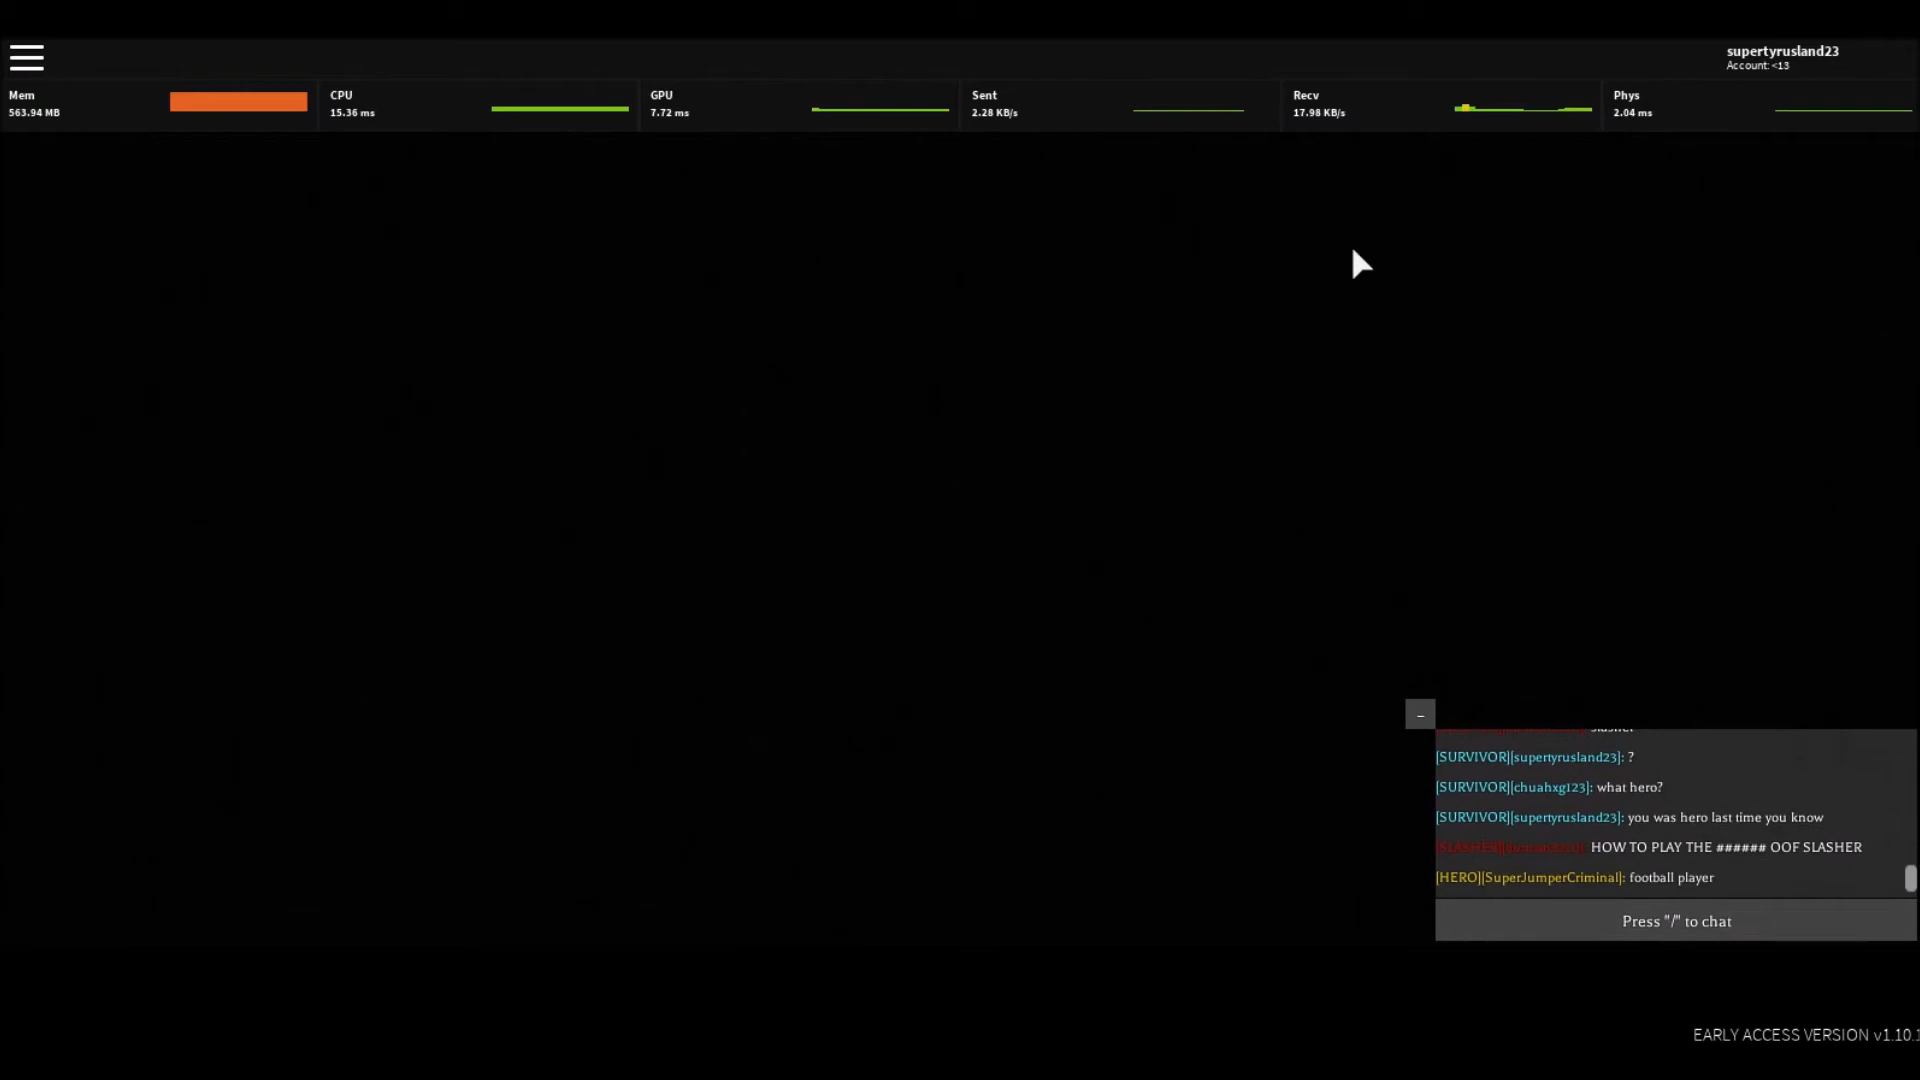 supertyrusland23
Account: <13
Mem
563.94 MB
CPU
15.36 ms
GPU
7.72 ms
Sent
2.28 KB/s
Recv
17.98 KB/s
Phys
2.04 ms
-
slasher
[SURVIVOR][supertyrusland23]: ?
[SURVIVOR][chuahxg123]: what hero?
[SURVIVOR][supertyrusland23]: you was hero last time you know
[SLASHER] HOW TO PLAY THE ###### OOF SLASHER
[HERO][SuperJumperCriminal]: football player
Press "/" to chat
EARLY ACCESS VERSION v1.10.1